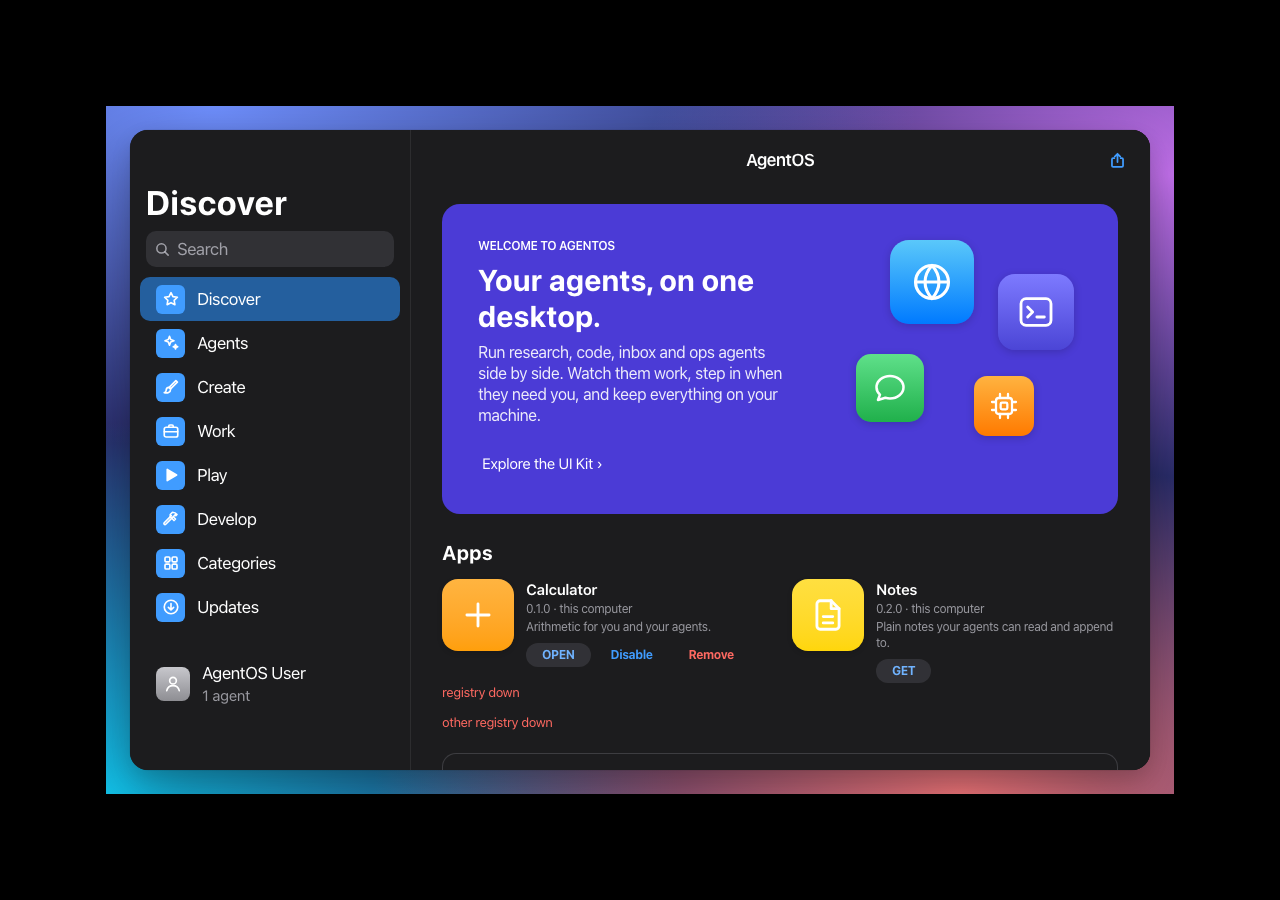 AgentOS
Discover
Search
Discover
Agents
Create
Work
Play
Develop
Categories
Updates
AgentOS User
1 agent
WELCOME TO AGENTOS
Your agents, on one
desktop.
Run research, code, inbox and ops agents
side by side. Watch them work, step in when
they need you, and keep everything on your
machine.
Explore the UI Kit ›
Apps
Calculator
0.1.0 · this computer
Arithmetic for you and your agents.
OPEN Disable Remove
Notes
0.2.0 · this computer
Plain notes your agents can read and append
to.
GET
registry down
other registry down